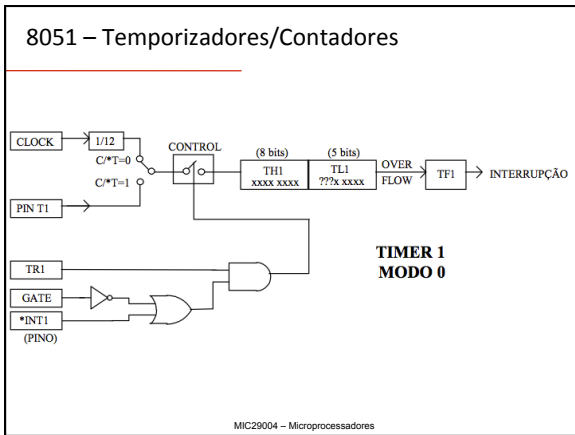 8051 – Temporizadores/Contadores
CLOCK
1/12
C/*T=0
C/*T=1
PIN T1
CONTROL
(8 bits)
TH1
xxxx xxxx
(5 bits)
TL1
???x xxxx
OVER
FLOW
TF1
INTERRUPÇÃO
TIMER 1
MODO 0
TR1
GATE
*INT1
(PINO)
MIC29004 – Microprocessadores